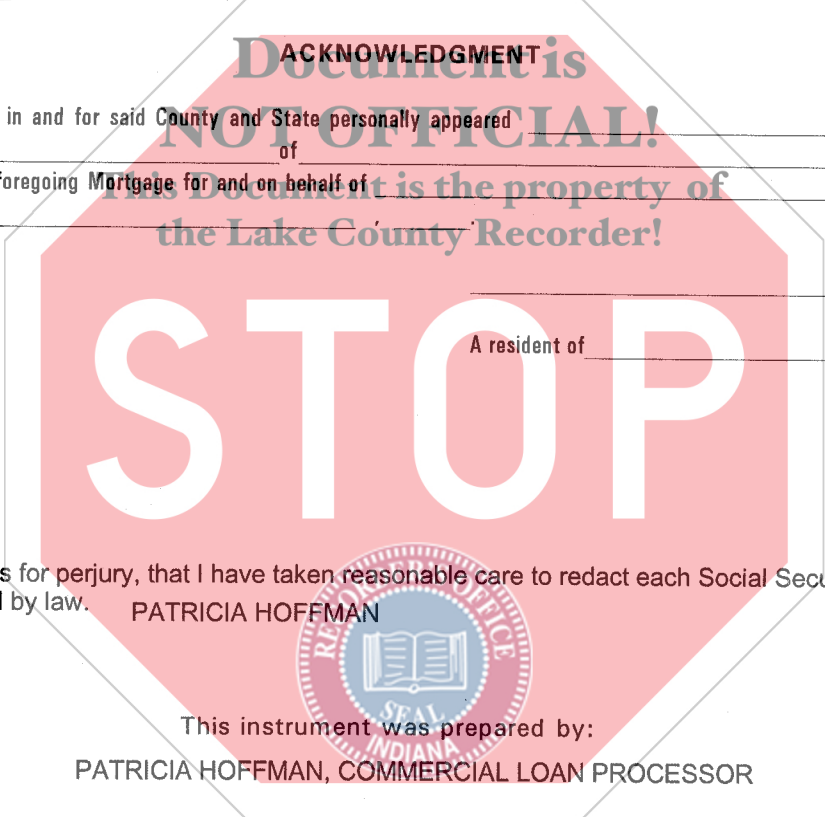 ACKNOWLEDGMENT
Document is
in and for said County and State personally appeared
NOT OFFICIAL!
of
foregoing Mortgage for and on behalf of
This Document is the property of
the Lake County Recorder!
A resident of
STOP
s for perjury, that I have taken reasonable care to redact each Social Secu
by law. PATRICIA HOFFMAN
RECORDER OFFICE
SEAL
INDIANA
This instrument was prepared by:
PATRICIA HOFFMAN, COMMERCIAL LOAN PROCESSOR